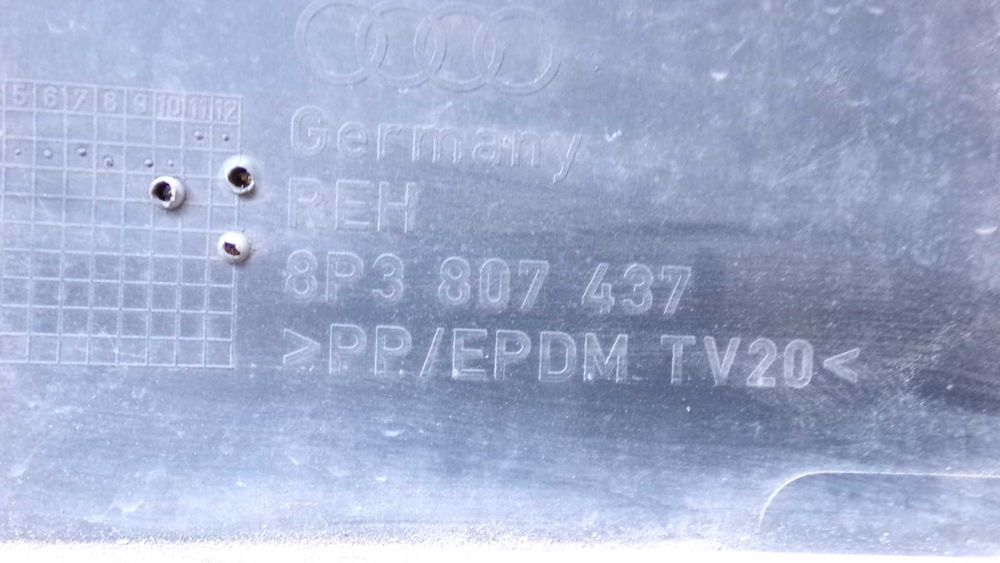 5 6 7 8 9 10 11 12
Germany
REH
8P3 807 437
>PP/EPDM TV20<